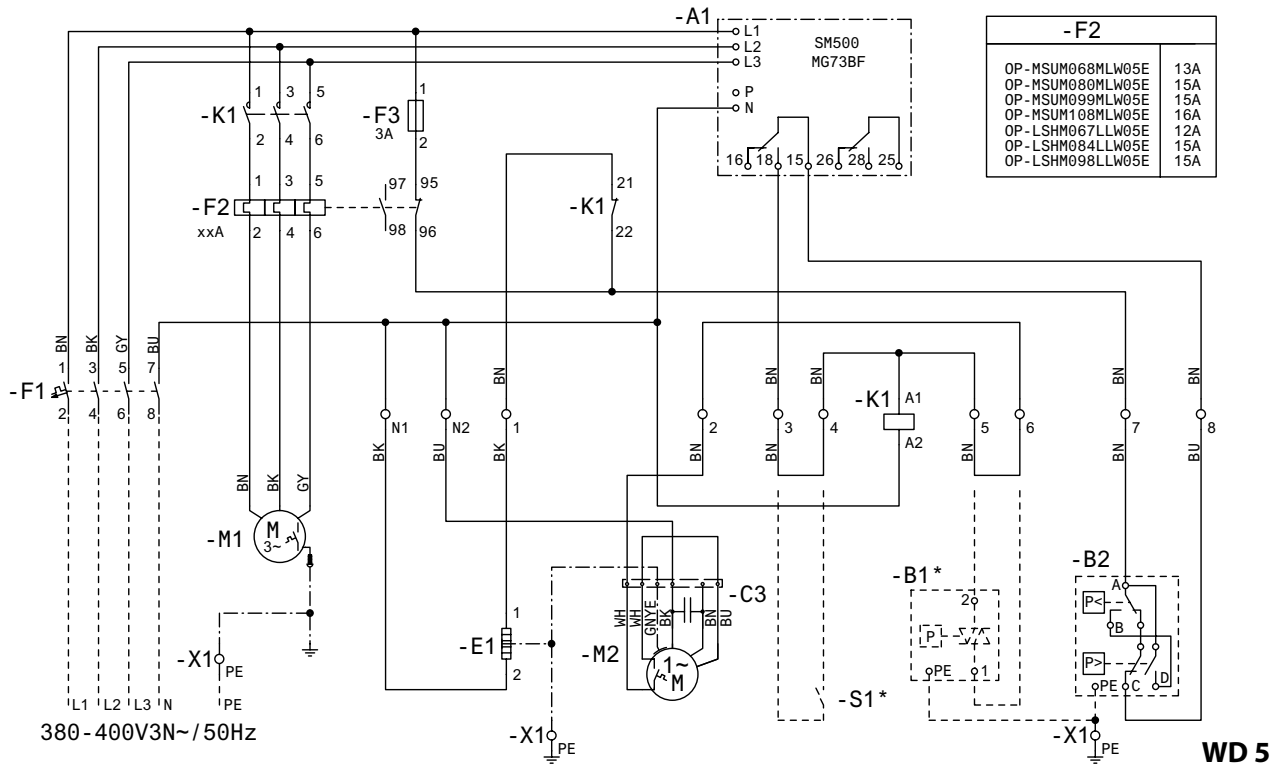 -A1
L1
L2
L3
P
N
SM500
MG73BF
16 18 15 26 28 25
-F2
OP-MSUM068MLW05E 13A
OP-MSUM080MLW05E 15A
OP-MSUM099MLW05E 15A
OP-MSUM108MLW05E 16A
OP-LSHM067LLW05E 12A
OP-LSHM084LLW05E 15A
OP-LSHM098LLW05E 15A
1 3 5
-K1
2 4 6
1
-F3
3A
2
1 3 5
-F2
xxA
2 4 6
97 95
98 96
21
-K1
22
BN BK GY BU
1 3 5 7
-F1
2 4 6 8
BN BN BN BN BN BN
-K1 A1
A2
N1 N2 1 2 3 4 5 6 7 8
BK BU BK BN BN BN BN BU
BN BK GY
-M1
M
3~
-X1
PE
L1 L2 L3 N PE
380-400V3N~/50Hz
1
-E1
2
-C3
WH WH GNYE BK BN BU
-M2
1~
M
-X1
PE
-S1*
-B1*
2
P
PE 1
-B2
A
P<
B
P>
PE C D
-X1
PE
WD 5